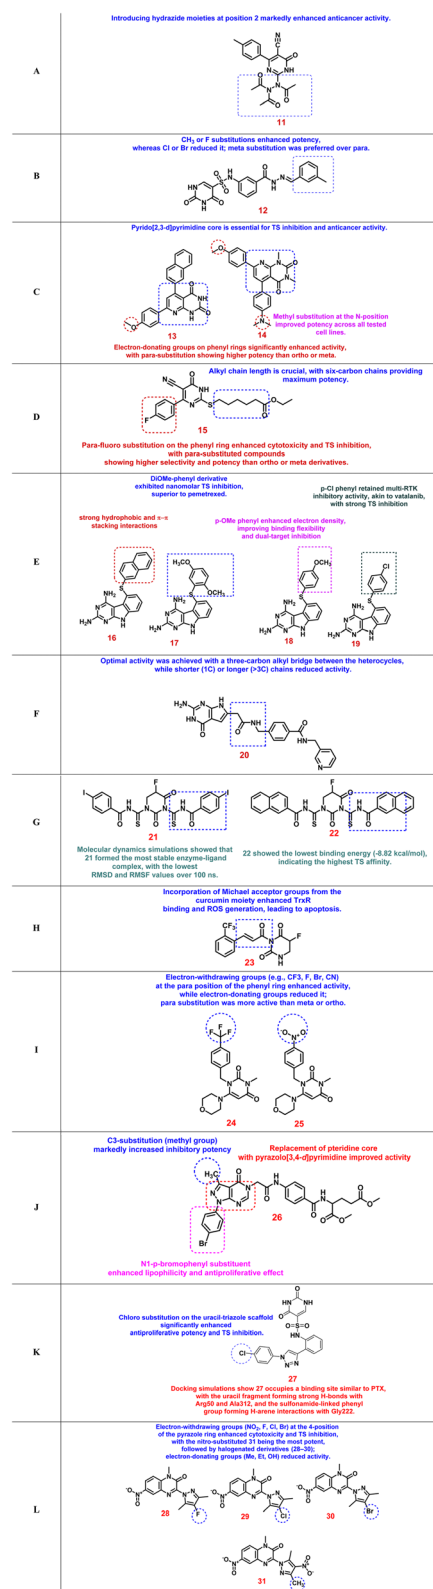 A
Introducing hydrazide moieties at position 2 markedly enhanced anticancer activity.
11
B
CH3 or F substitutions enhanced potency,
whereas Cl or Br reduced it; meta substitution was preferred over para.
12
C
Pyrido[2,3-d]pyrimidine core is essential for TS inhibition and anticancer activity.
13
14
Methyl substitution at the N-position
improved potency across all tested
cell lines.
Electron-donating groups on phenyl rings significantly enhanced activity,
with para-substitution showing higher potency than ortho or meta.
D
Alkyl chain length is crucial, with six-carbon chains providing
maximum potency.
15
Para-fluoro substitution on the phenyl ring enhanced cytotoxicity and TS inhibition,
with para-substituted compounds
showing higher selectivity and potency than ortho or meta derivatives.
E
DiOMe-phenyl derivative
exhibited nanomolar TS inhibition,
superior to pemetrexed.
p-Cl phenyl retained multi-RTK
inhibitory activity, akin to vatalanib,
with strong TS inhibition
strong hydrophobic and π–π
stacking interactions
p-OMe phenyl enhanced electron density,
improving binding flexibility
and dual-target inhibition
16
17
18
19
F
Optimal activity was achieved with a three-carbon alkyl bridge between the heterocycles,
while shorter (1C) or longer (>3C) chains reduced activity.
20
G
21
22
Molecular dynamics simulations showed that
21 formed the most stable enzyme-ligand
complex, with the lowest
RMSD and RMSF values over 100 ns.
22 showed the lowest binding energy (-8.82 kcal/mol),
indicating the highest TS affinity.
H
Incorporation of Michael acceptor groups from the
curcumin moiety enhanced TrxR
binding and ROS generation, leading to apoptosis.
23
I
Electron-withdrawing groups (e.g., CF3, F, Br, CN)
at the para position of the phenyl ring enhanced activity,
while electron-donating groups reduced it;
para substitution was more active than meta or ortho.
24
25
J
C3-substitution (methyl group)
markedly increased inhibitory potency
Replacement of pteridine core
with pyrazolo[3,4-d]pyrimidine improved activity
26
N1-p-bromophenyl substituent
enhanced lipophilicity and antiproliferative effect
K
Chloro substitution on the uracil-triazole scaffold
significantly enhanced
antiproliferative potency and TS inhibition.
27
Docking simulations show 27 occupies a binding site similar to PTX,
with the uracil fragment forming strong H-bonds with
Arg50 and Ala312, and the sulfonamide-linked phenyl
group forming H-arene interactions with Gly222.
L
Electron-withdrawing groups (NO2, F, Cl, Br) at the 4-position
of the pyrazole ring enhanced cytotoxicity and TS inhibition,
with the nitro-substituted 31 being the most potent,
followed by halogenated derivatives (28–30);
electron-donating groups (Me, Et, OH) reduced activity.
28
29
30
31